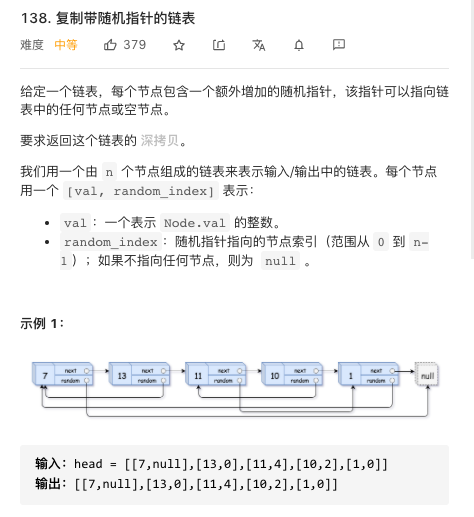 138. 复制带随机指针的链表
难度 中等 379
给定一个链表，每个节点包含一个额外增加的随机指针，该指针可以指向链
表中的任何节点或空节点。
要求返回这个链表的 深拷贝。
我们用一个由 n 个节点组成的链表来表示输入/输出中的链表。每个节点
用一个 [val, random_index] 表示：
• val：一个表示 Node.val 的整数。
• random_index：随机指针指向的节点索引（范围从 0 到 n-
1）；如果不指向任何节点，则为 null 。
示例 1：
7 next random 13 next random 11 next random 10 next random 1 next random null
输入：head = [[7,null],[13,0],[11,4],[10,2],[1,0]]
输出：[[7,null],[13,0],[11,4],[10,2],[1,0]]